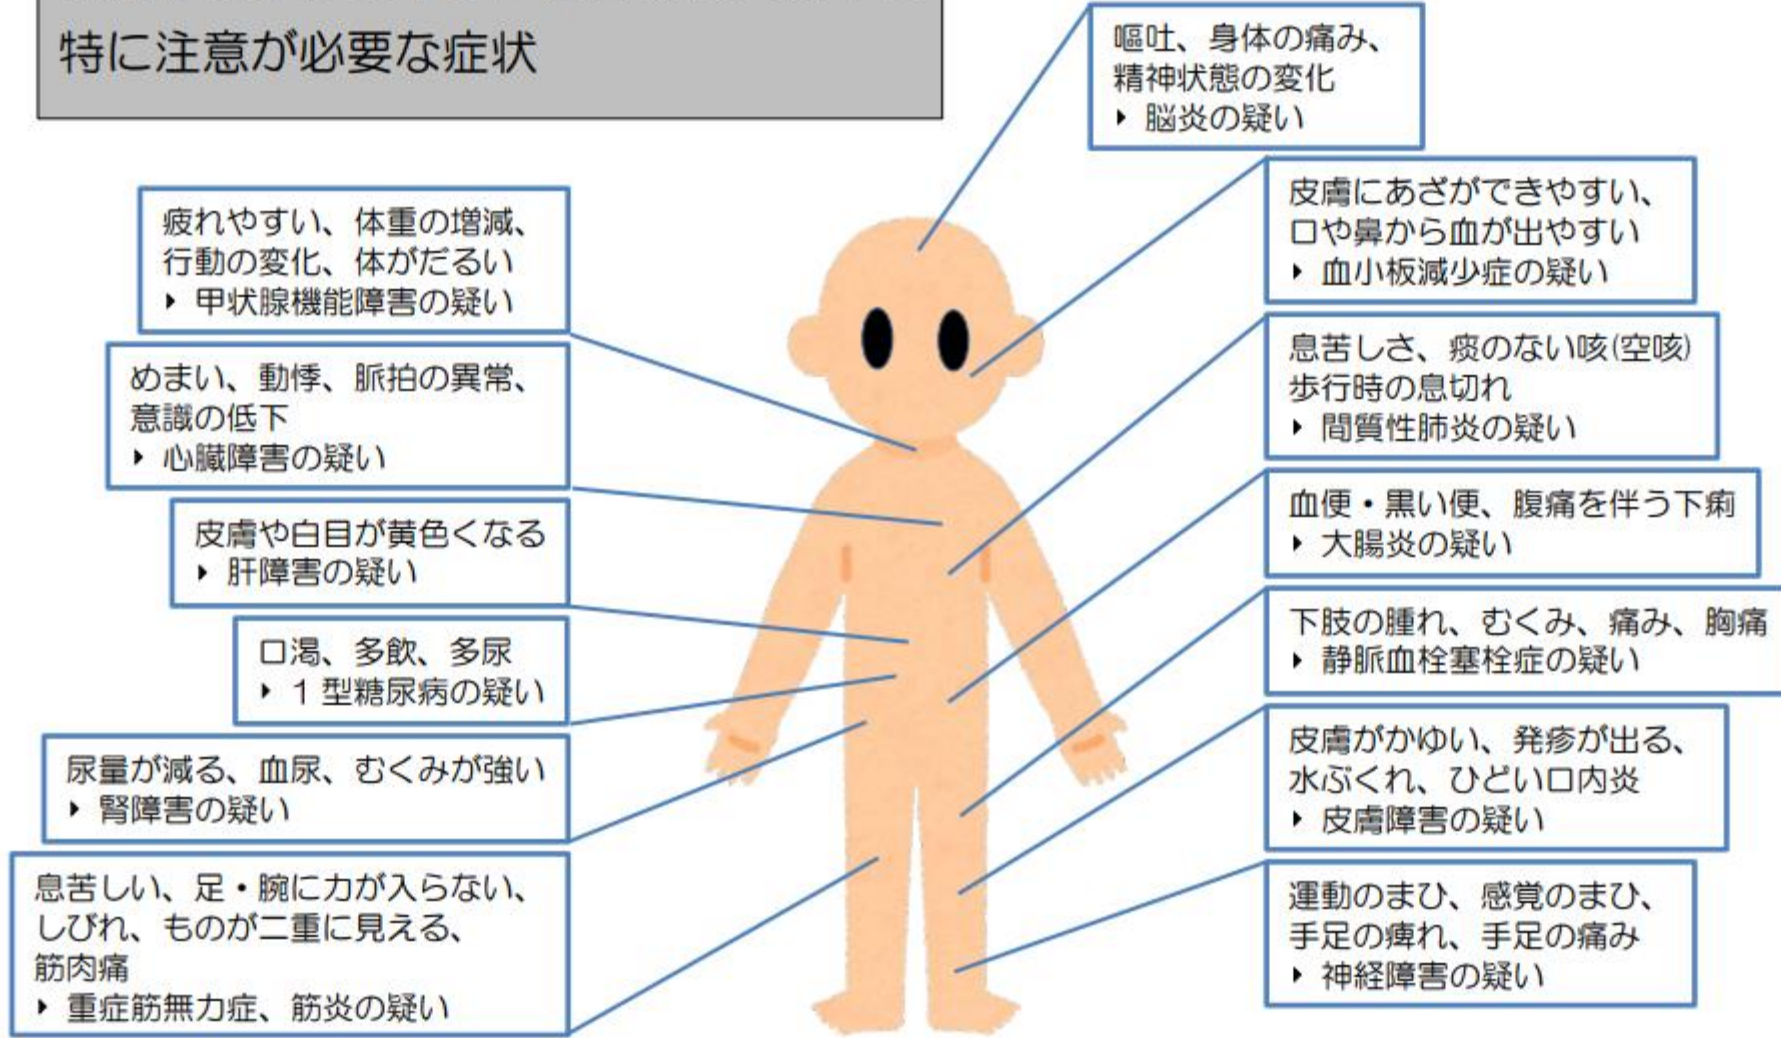 特に注意が必要な症状
嘔吐、身体の痛み、
精神状態の変化
‣ 脳炎の疑い
疲れやすい、体重の増減、
行動の変化、体がだるい
‣ 甲状腺機能障害の疑い
めまい、動悸、脈拍の異常、
意識の低下
‣ 心臓障害の疑い
皮膚や白目が黄色くなる
‣ 肝障害の疑い
口渇、多飲、多尿
‣ 1 型糖尿病の疑い
尿量が減る、血尿、むくみが強い
‣ 腎障害の疑い
息苦しい、足・腕に力が入らない、
しびれ、ものが二重に見える、
筋肉痛
‣ 重症筋無力症、筋炎の疑い
皮膚にあざができやすい、
口や鼻から血が出やすい
‣ 血小板減少症の疑い
息苦しさ、痰のない咳(空咳)
歩行時の息切れ
‣ 間質性肺炎の疑い
血便・黒い便、腹痛を伴う下痢
‣ 大腸炎の疑い
下肢の腫れ、むくみ、痛み、胸痛
‣ 静脈血栓塞栓症の疑い
皮膚がかゆい、発疹が出る、
水ぶくれ、ひどい口内炎
‣ 皮膚障害の疑い
運動のまひ、感覚のまひ、
手足の痺れ、手足の痛み
‣ 神経障害の疑い